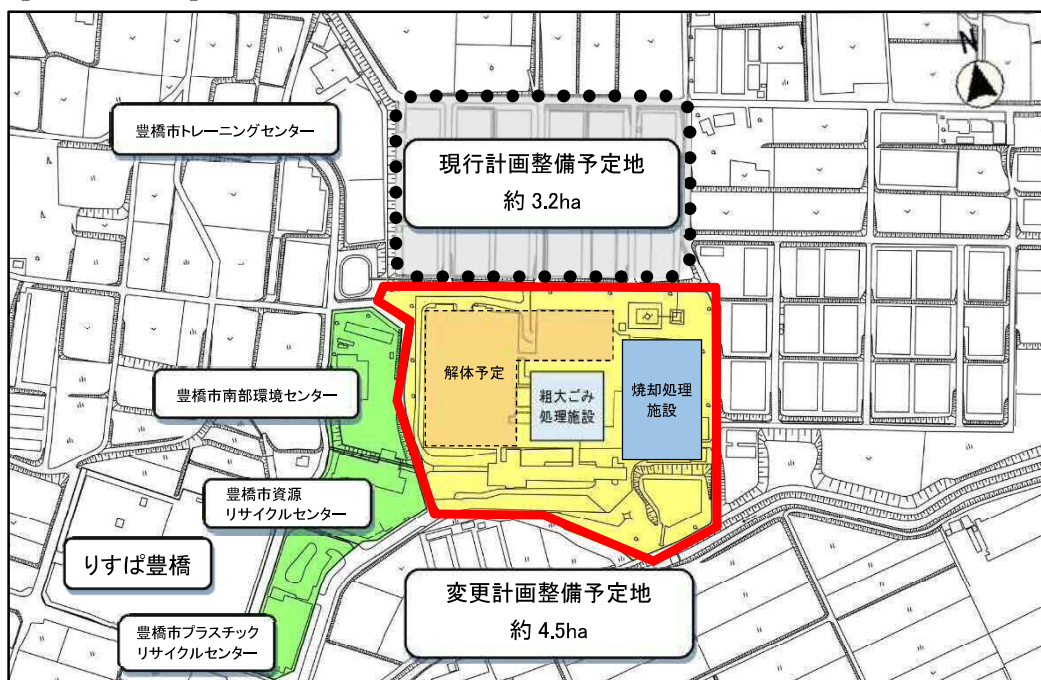 N
豊橋市トレーニングセンター
現行計画整備予定地
約 3.2ha
解体予定
粗大ごみ
処理施設
焼却処理
施設
豊橋市南部環境センター
豊橋市資源
リサイクルセンター
りすぱ豊橋
変更計画整備予定地
約 4.5ha
豊橋市プラスチック
リサイクルセンター